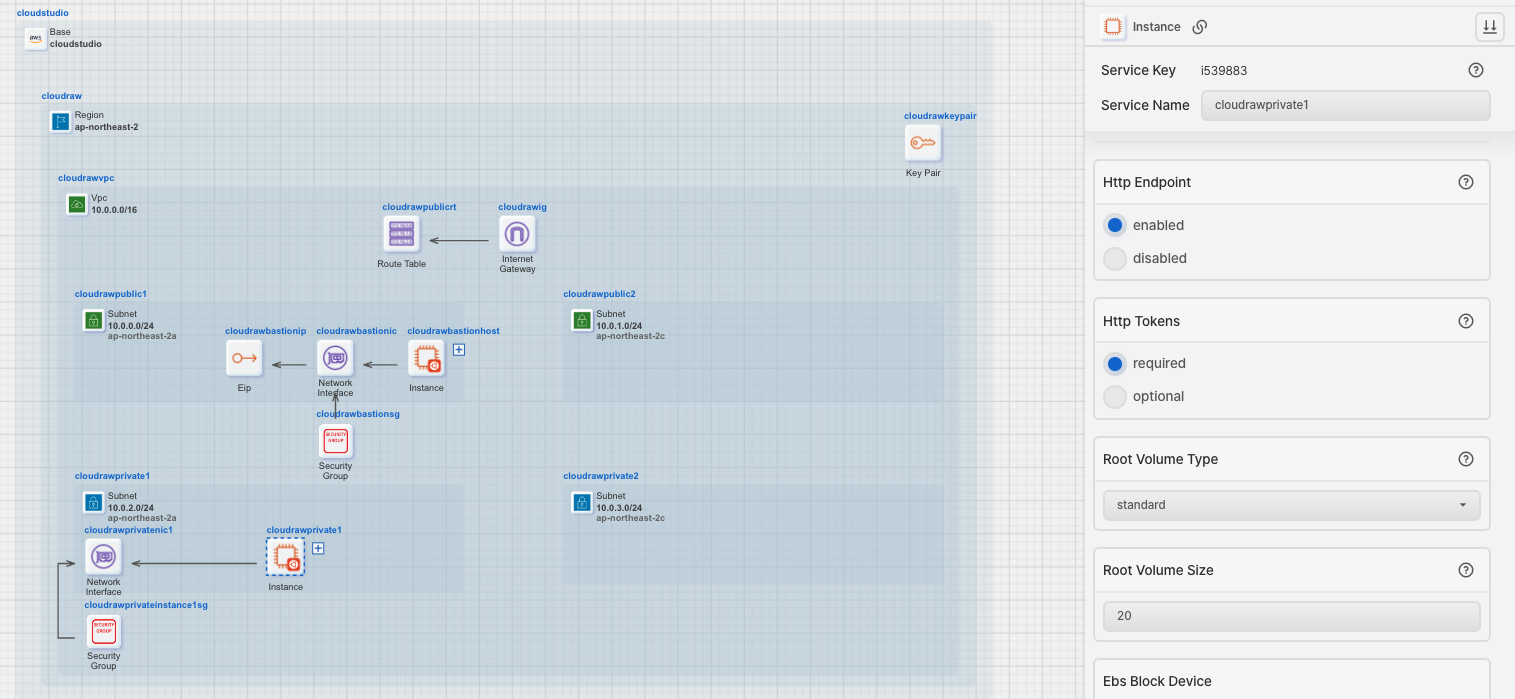 cloudstudio
aws
Base
cloudstudio
cloudraw
Region
ap-northeast-2
cloudrawkeypair
Key Pair
cloudrawvpc
Vpc
10.0.0.0/16
cloudrawpublicrt
Route Table
cloudrawig
Internet
Gateway
cloudrawpublic1
Subnet
10.0.0.0/24
ap-northeast-2a
cloudrawbastionip
Eip
cloudrawbastionic
Network
Interface
cloudrawbastionhost
Instance
cloudrawpublic2
Subnet
10.0.1.0/24
ap-northeast-2c
cloudrawbastionsg
SECURITY
GROUP
Security
Group
cloudrawprivate1
Subnet
10.0.2.0/24
ap-northeast-2a
cloudrawprivatenic1
Network
Interface
cloudrawprivate1
Instance
cloudrawprivate2
Subnet
10.0.3.0/24
ap-northeast-2c
cloudrawprivateinstance1sg
SECURITY
GROUP
Security
Group
Instance
Service Key i539883
Service Name cloudrawprivate1
Http Endpoint
enabled
disabled
Http Tokens
required
optional
Root Volume Type
standard
Root Volume Size
20
Ebs Block Device